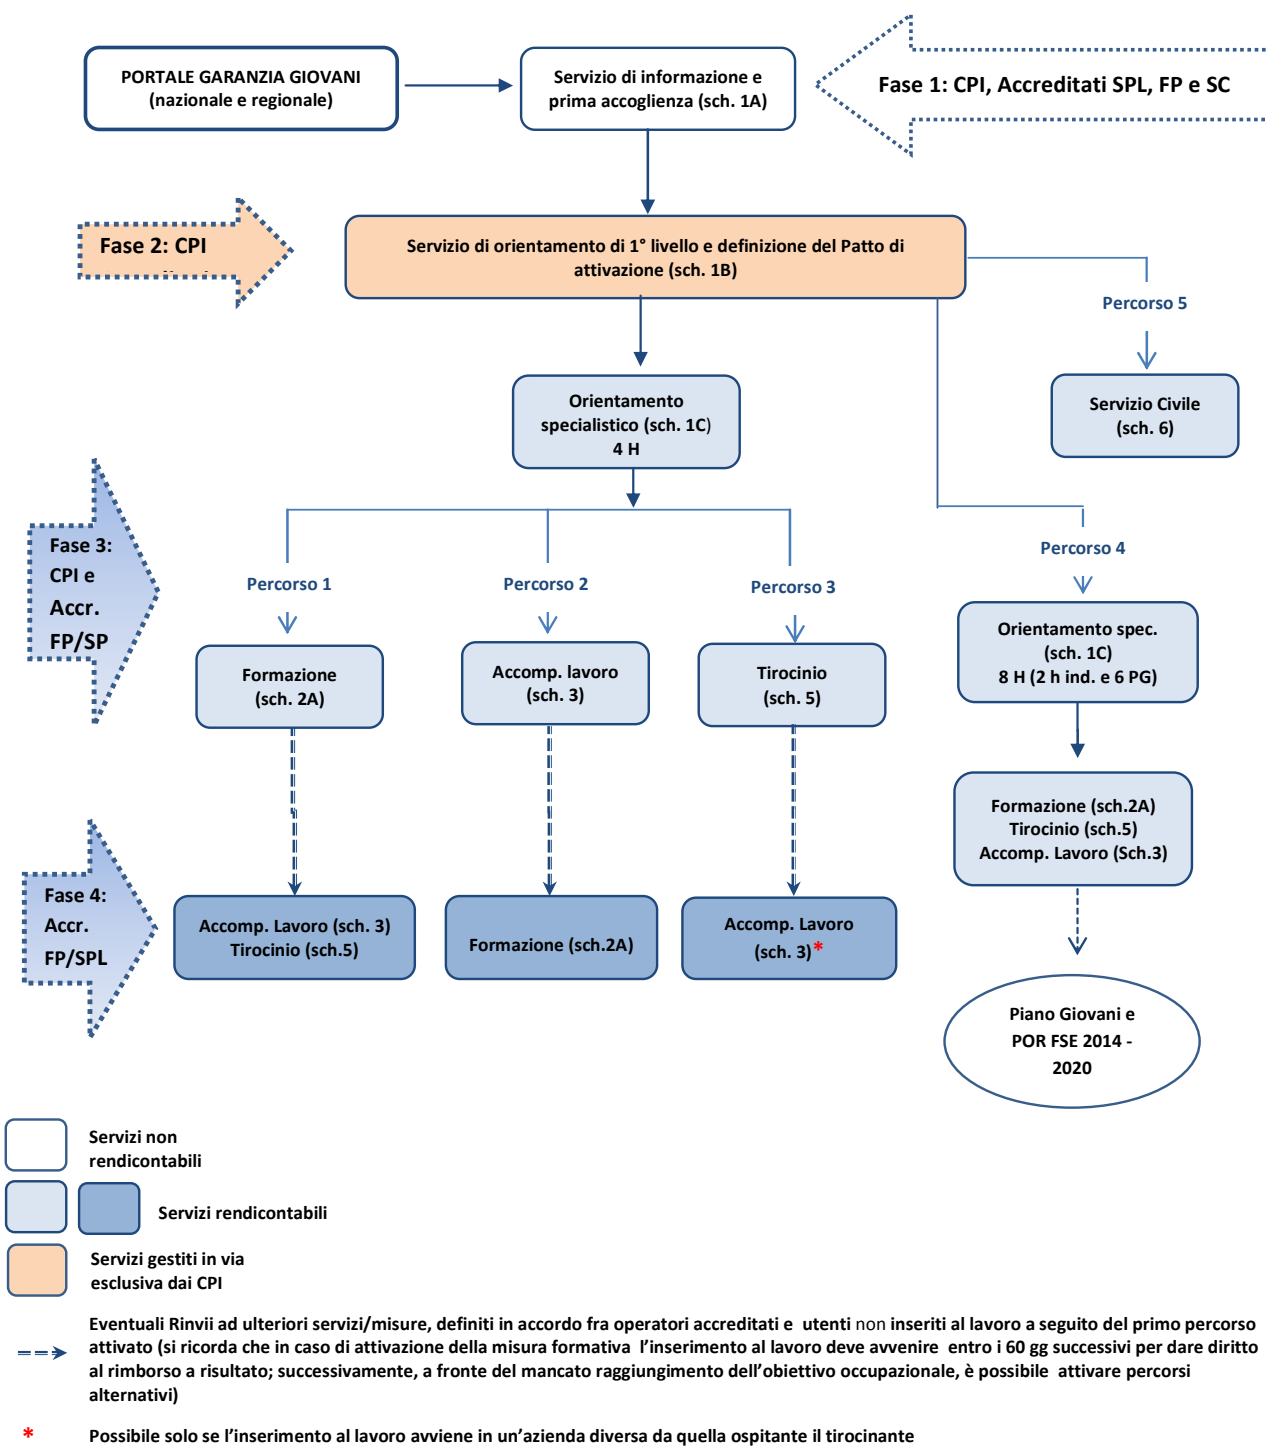 PORTALE GARANZIA GIOVANI
(nazionale e regionale)
Servizio di informazione e
prima accoglienza (sch. 1A)
Fase 1: CPI, Accreditati SPL, FP e SC
Fase 2: CPI
Servizio di orientamento di 1° livello e definizione del Patto di
attivazione (sch. 1B)
Percorso 5
Servizio Civile
(sch. 6)
Orientamento
specialistico (sch. 1C)
4 H
Fase 3:
CPI e
Accr.
FP/SP
Percorso 1
Percorso 2
Percorso 3
Percorso 4
Formazione
(sch. 2A)
Accomp. lavoro
(sch. 3)
Tirocinio
(sch. 5)
Orientamento spec.
(sch. 1C)
8 H (2 h ind. e 6 PG)
Formazione (sch.2A)
Tirocinio (sch.5)
Accomp. Lavoro (Sch.3)
Fase 4:
Accr.
FP/SPL
Accomp. Lavoro (sch. 3)
Tirocinio (sch.5)
Formazione (sch.2A)
Accomp. Lavoro
(sch. 3)*
Piano Giovani e
POR FSE 2014 -
2020
Servizi non
rendicontabili
Servizi rendicontabili
Servizi gestiti in via
esclusiva dai CPI
Eventuali Rinvii ad ulteriori servizi/misure, definiti in accordo fra operatori accreditati e utenti non inseriti al lavoro a seguito del primo percorso
attivato (si ricorda che in caso di attivazione della misura formativa l'inserimento al lavoro deve avvenire entro i 60 gg successivi per dare diritto
al rimborso a risultato; successivamente, a fronte del mancato raggiungimento dell'obiettivo occupazionale, è possibile attivare percorsi
alternativi)
* Possibile solo se l'inserimento al lavoro avviene in un'azienda diversa da quella ospitante il tirocinante